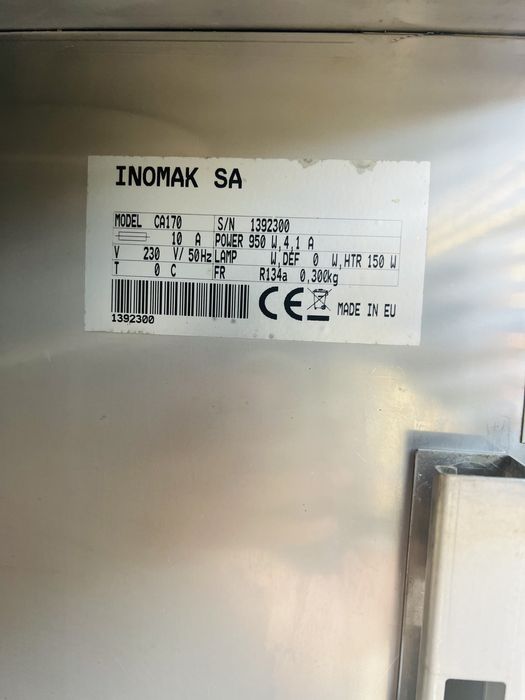 INOMAK SA
MODEL CA170 S/N 1392300
10 A POWER 950 W,4,1 A
V 230 V/ 50Hz LAMP W,DEF 0 W,HTR 150 W
T 0 C FR R134a 0,300kg
1392300
CE MADE IN EU